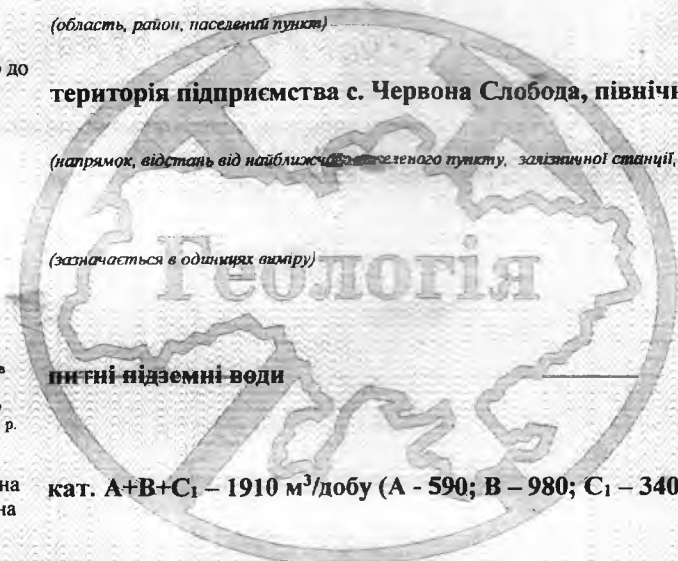 (область, район, населений пункт)
до
територія підприємства с. Червона Слобода, північн
(напрямок, відстань від найближч населеного пункту, залізничної станції,
(зазначається в одиницях виміру)
Геологія
в
питні підземні води
р.
на кат. А+В+С₁ – 1910 м³/добу (А - 590; В – 980; С₁ – 340
на